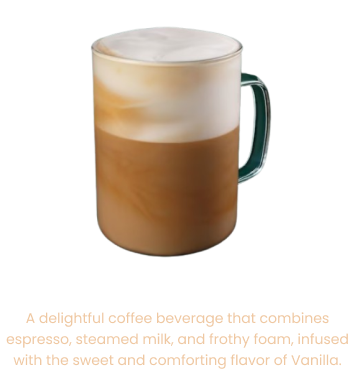 A delightful coffee beverage that combines
espresso, steamed milk, and frothy foam, infused
with the sweet and comforting flavor of Vanilla.